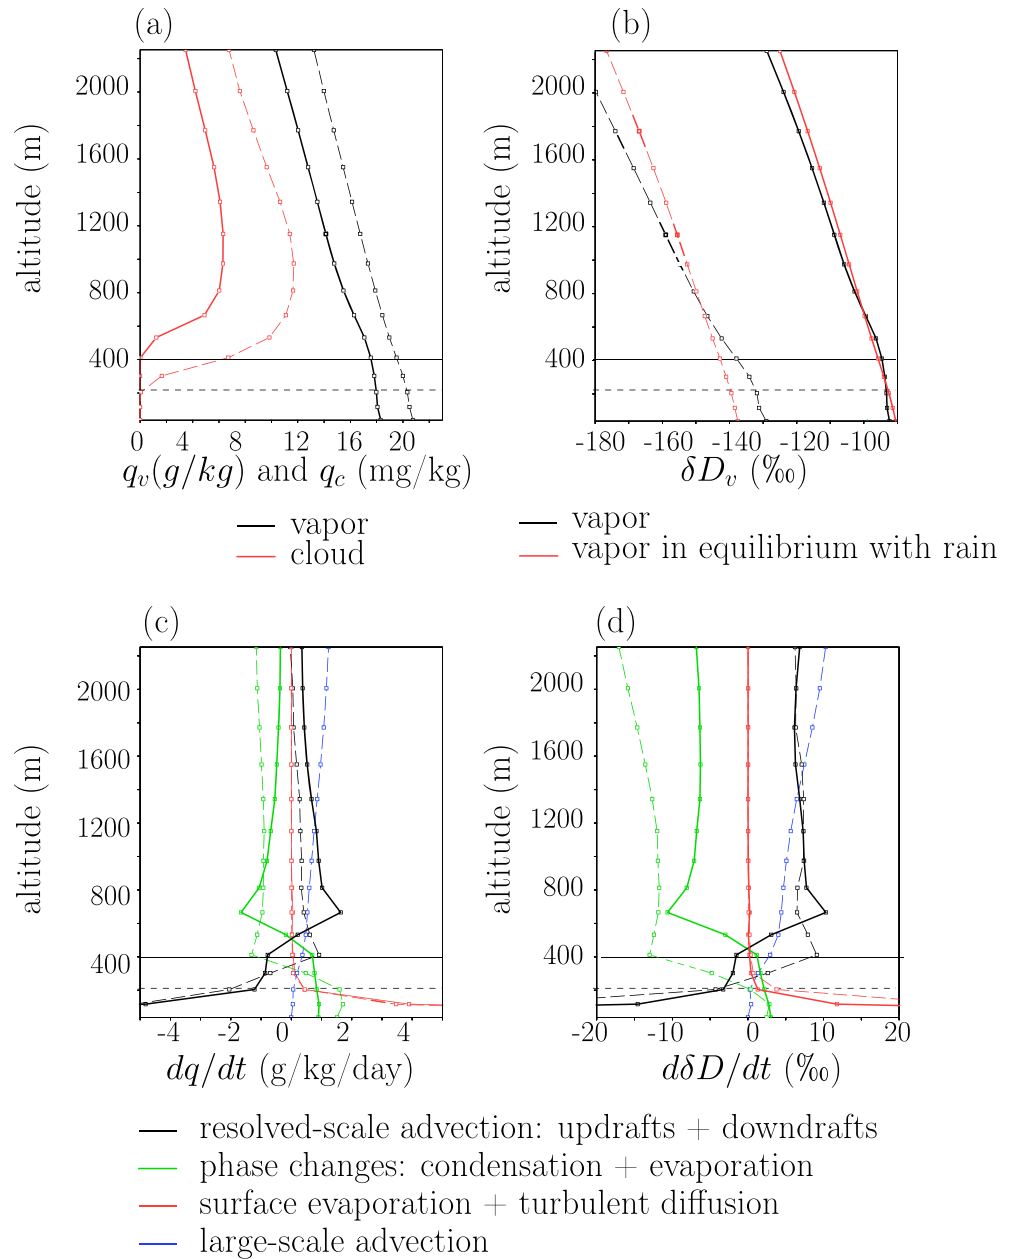 (a)
(b)
altitude (m)
2000
1600
1200
800
400
0 4 8 12 16 20
q_v(g/kg) and q_c (mg/kg)
altitude (m)
2000
1600
1200
800
400
-180 -160 -140 -120 -100
δD_v (‰)
vapor
cloud
vapor
vapor in equilibrium with rain
(c)
(d)
altitude (m)
2000
1600
1200
800
400
-4 -2 0 2 4
dq/dt (g/kg/day)
altitude (m)
2000
1600
1200
800
400
-20 -10 0 10 20
dδD/dt (‰)
resolved-scale advection: updrafts + downdrafts
phase changes: condensation + evaporation
surface evaporation + turbulent diffusion
large-scale advection